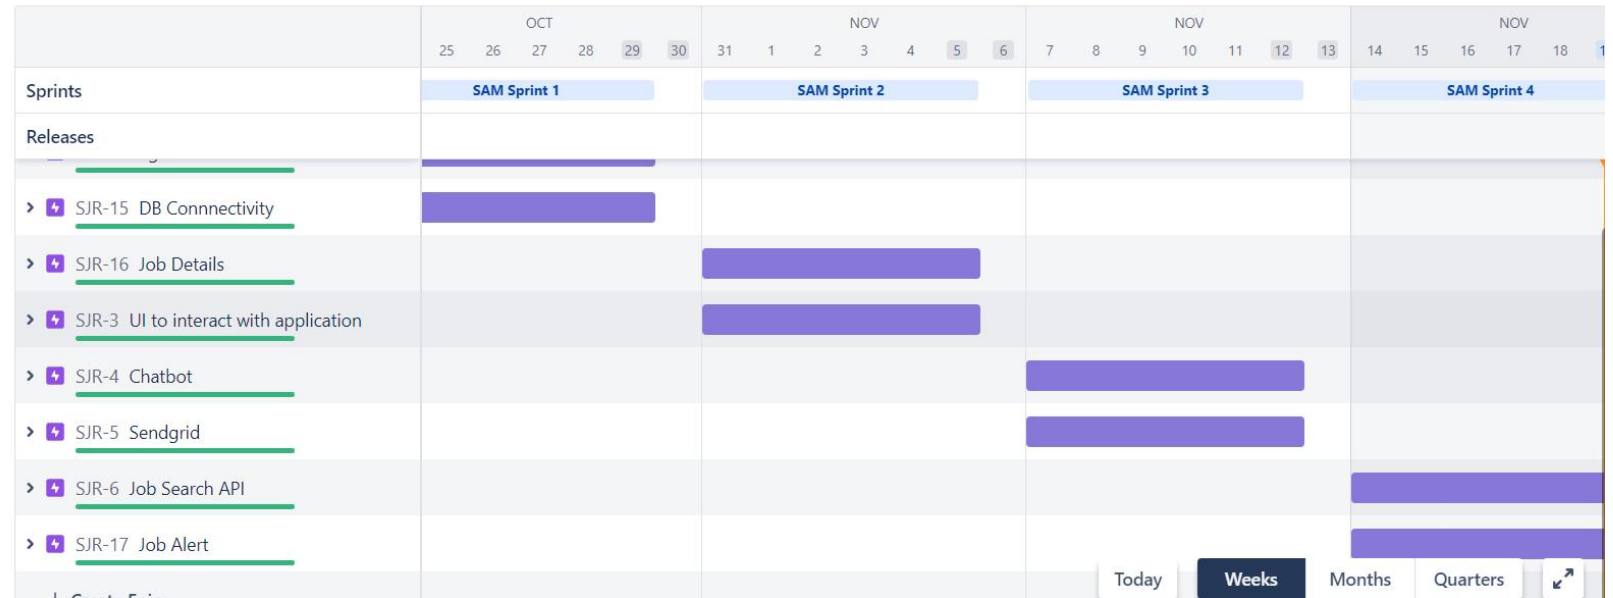 OCT NOV NOV NOV
25 26 27 28 29 30 31 1 2 3 4 5 6 7 8 9 10 11 12 13 14 15 16 17 18
Sprints SAM Sprint 1 SAM Sprint 2 SAM Sprint 3 SAM Sprint 4
Releases
SJR-15 DB Connnectivity
SJR-16 Job Details
SJR-3 UI to interact with application
SJR-4 Chatbot
SJR-5 Sendgrid
SJR-6 Job Search API
SJR-17 Job Alert
Today Weeks Months Quarters